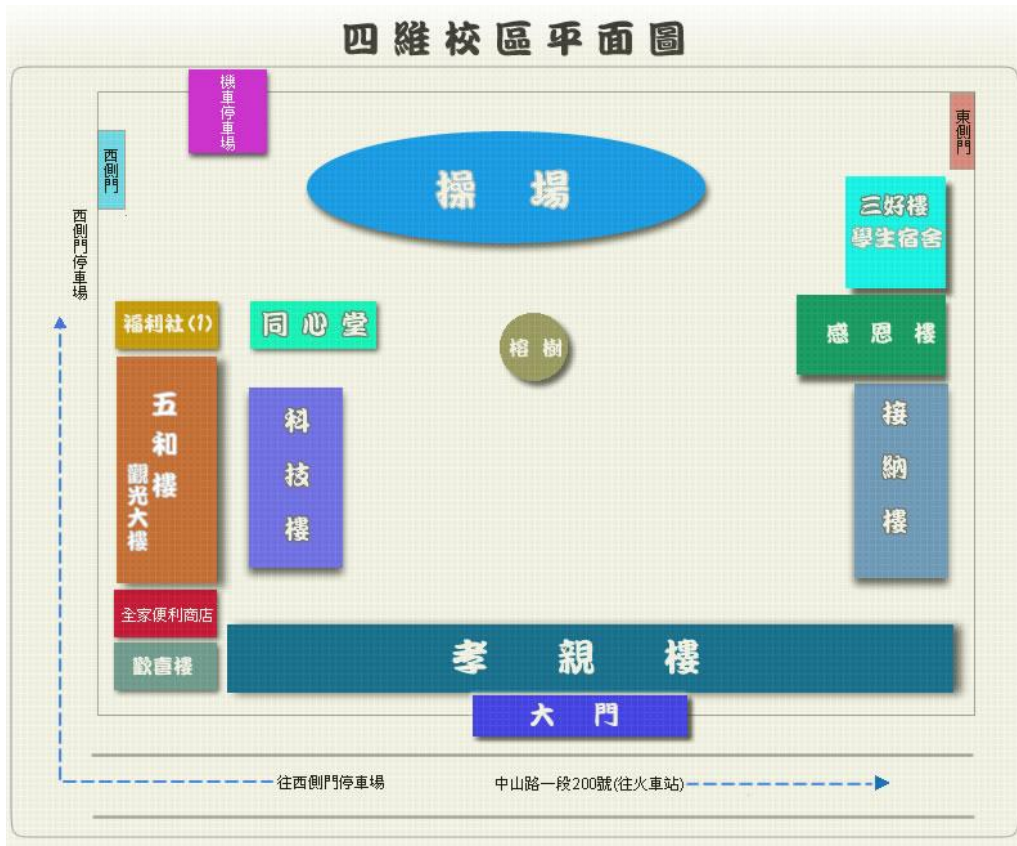 四維校區平面圖
機車停車場
東側門
西側門
操場
三好樓
學生宿舍
西側門停車場
福利社(1)
同心堂
榕樹
感恩樓
五和樓
觀光大樓
科技樓
接納樓
全家便利商店
歡喜樓
孝親樓
大門
往西側門停車場
中山路一段200號(往火車站)